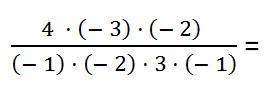 4 · (− 3) · (− 2)
(− 1) · (− 2) · 3 · (− 1) =